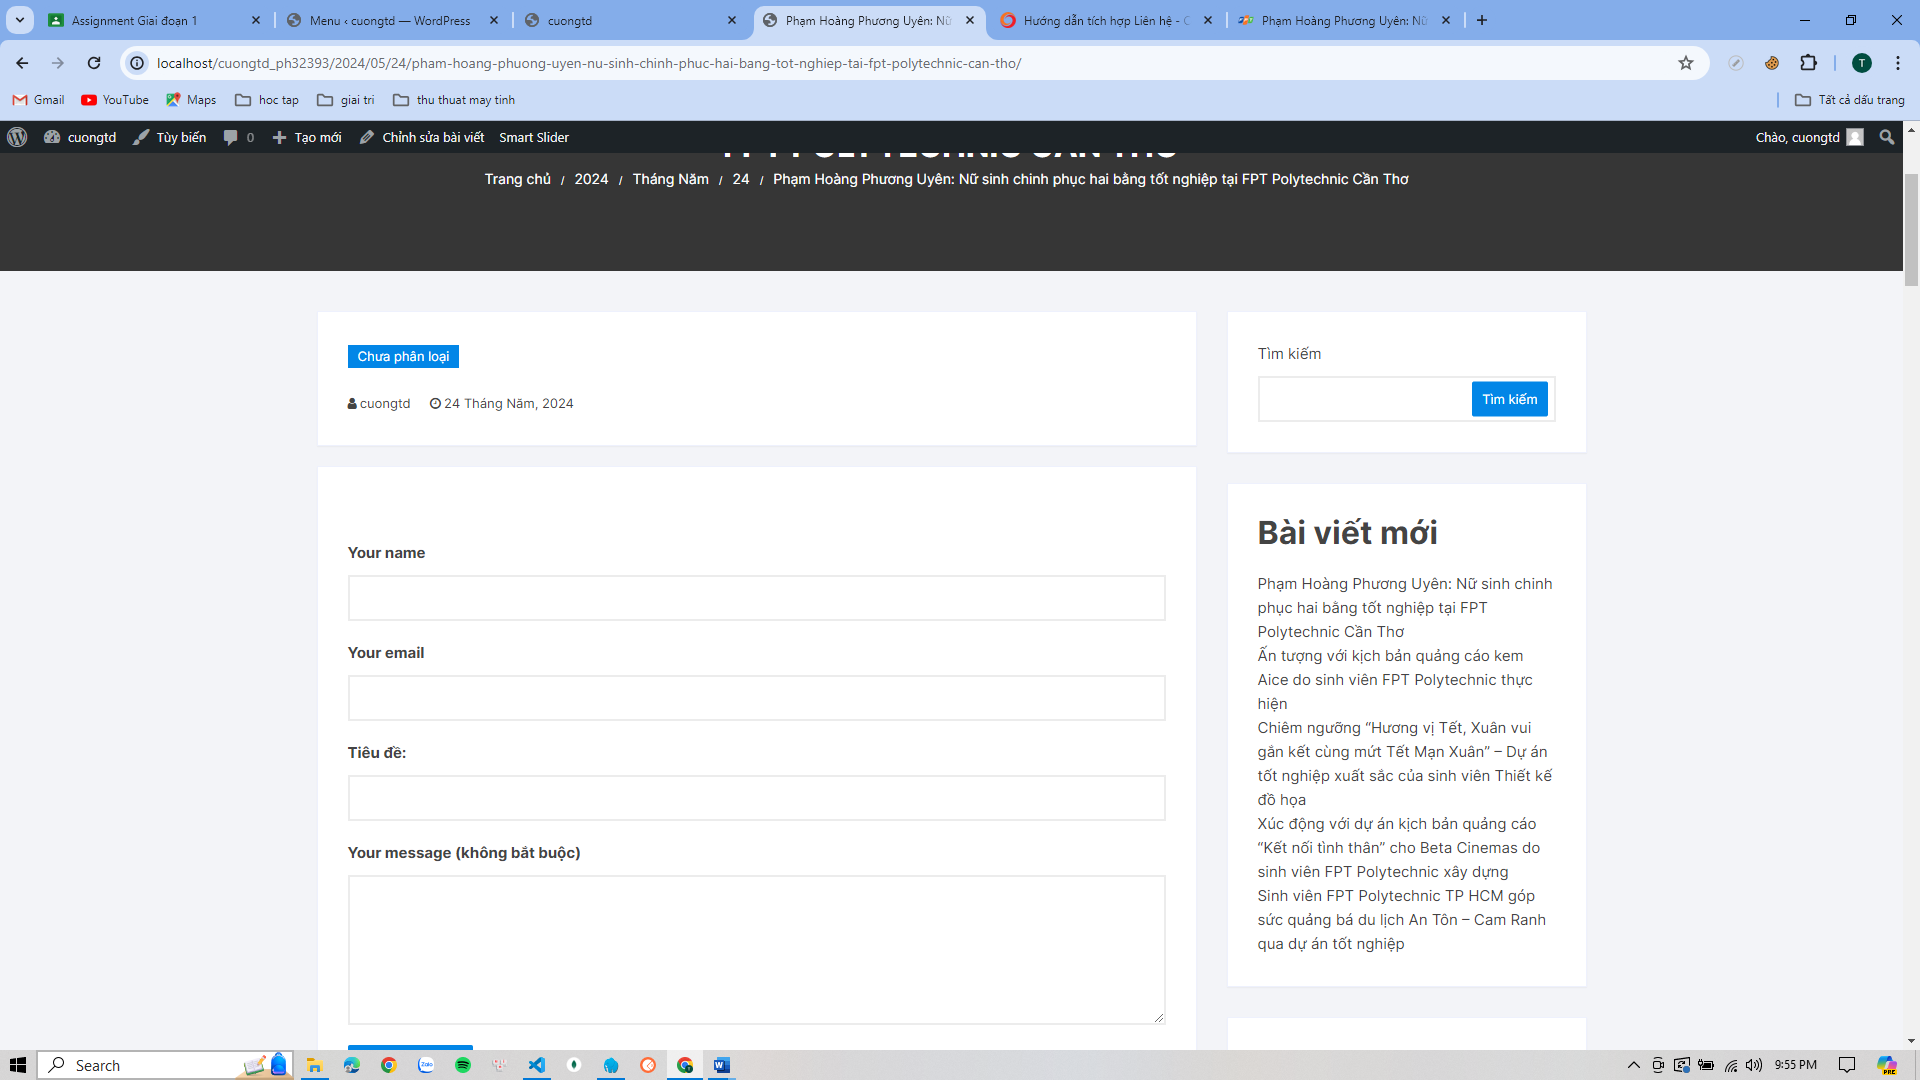 Assignment Giai đoạn 1
Menu ‹ cuongtd — WordPress
cuongtd
Phạm Hoàng Phương Uyên: Nữ
Hướng dẫn tích hợp Liên hệ - C
Phạm Hoàng Phương Uyên: Nữ
localhost/cuongtd_ph32393/2024/05/24/pham-hoang-phuong-uyen-nu-sinh-chinh-phuc-hai-bang-tot-nghiep-tai-fpt-polytechnic-can-tho/
T
Gmail
YouTube
Maps
hoc tap
giai tri
thu thuat may tinh
Tất cả dấu trang
cuongtd
Tùy biến
0
Tạo mới
Chỉnh sửa bài viết
Smart Slider
Chào, cuongtd
FPT POLYTECHNIC CẦN THƠ
Trang chủ / 2024 / Tháng Năm / 24 / Phạm Hoàng Phương Uyên: Nữ sinh chinh phục hai bằng tốt nghiệp tại FPT Polytechnic Cần Thơ
Chưa phân loại
cuongtd
24 Tháng Năm, 2024
Your name
Your email
Tiêu đề:
Your message (không bắt buộc)
Tìm kiếm
Tìm kiếm
Bài viết mới
Phạm Hoàng Phương Uyên: Nữ sinh chinh
phục hai bằng tốt nghiệp tại FPT
Polytechnic Cần Thơ
Ấn tượng với kịch bản quảng cáo kem
Aice do sinh viên FPT Polytechnic thực
hiện
Chiêm ngưỡng “Hương vị Tết, Xuân vui
gắn kết cùng mứt Tết Mạn Xuân” – Dự án
tốt nghiệp xuất sắc của sinh viên Thiết kế
đồ họa
Xúc động với dự án kịch bản quảng cáo
“Kết nối tình thân” cho Beta Cinemas do
sinh viên FPT Polytechnic xây dựng
Sinh viên FPT Polytechnic TP HCM góp
sức quảng bá du lịch An Tôn – Cam Ranh
qua dự án tốt nghiệp
Search
Zalo
9:55 PM
PRE